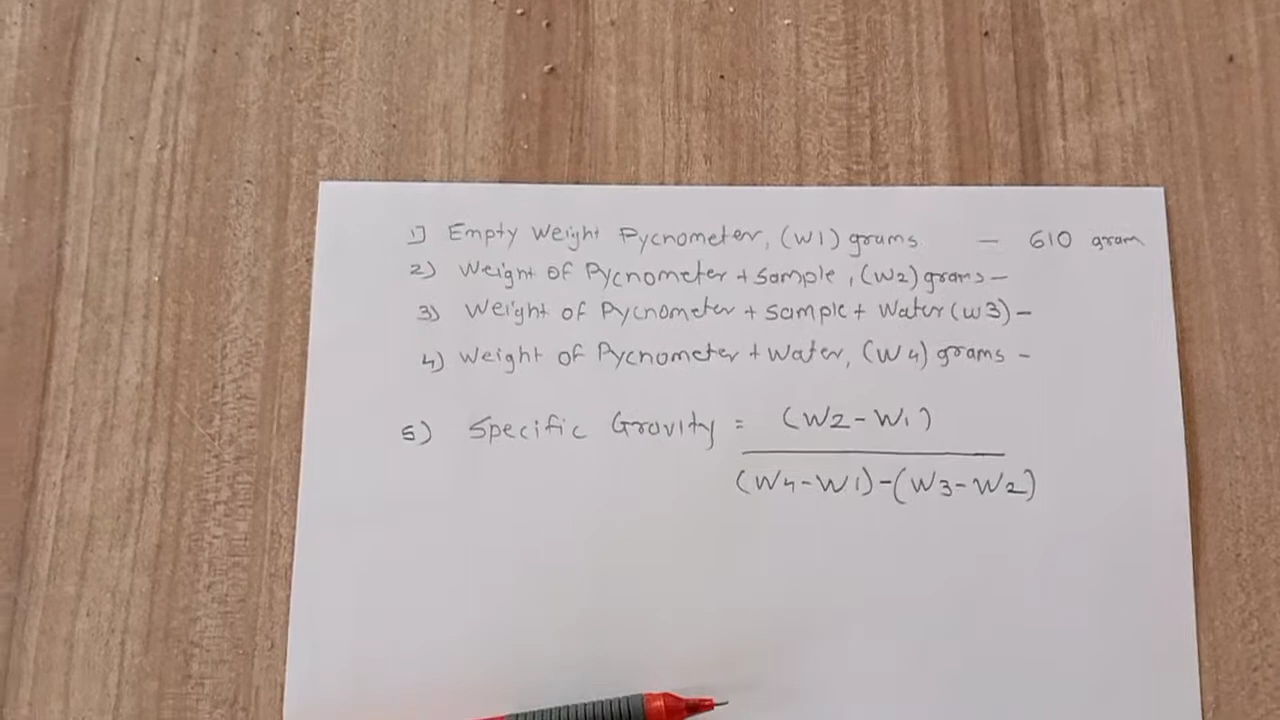 1) Empty Weight Pycnometer, (W1) grams - 610 gram
2) Weight of Pycnometer + Sample, (W2) grams -
3) Weight of Pycnometer + Sample + Water (W3) -
4) Weight of Pycnometer + Water, (W4) grams -
5) Specific Gravity = (W2-W1)
(W4-W1)-(W3-W2)